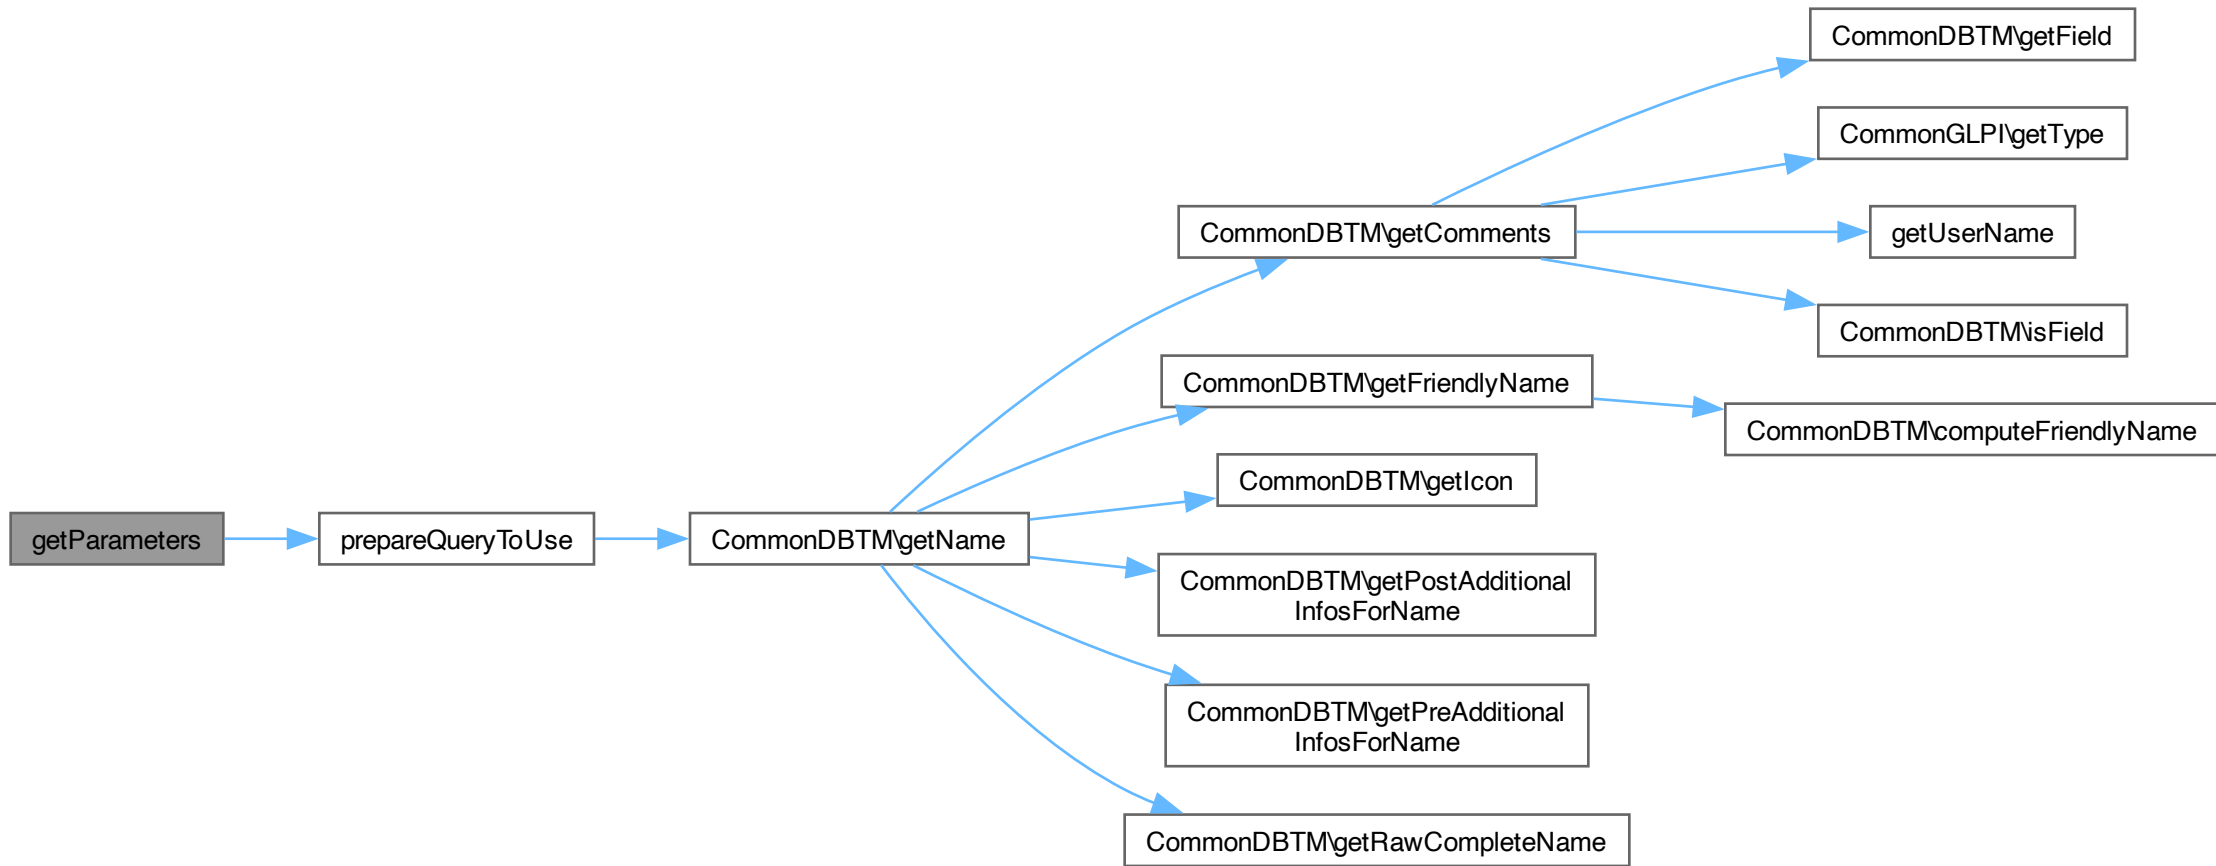 CommonDBTM\getField
CommonGLPI\getType
CommonDBTM\getComments
getUserName
CommonDBTM\isField
CommonDBTM\getFriendlyName
CommonDBTM\computeFriendlyName
CommonDBTM\getIcon
getParameters
prepareQueryToUse
CommonDBTM\getName
CommonDBTM\getPostAdditional
InfosForName
CommonDBTM\getPreAdditional
InfosForName
CommonDBTM\getRawCompleteName